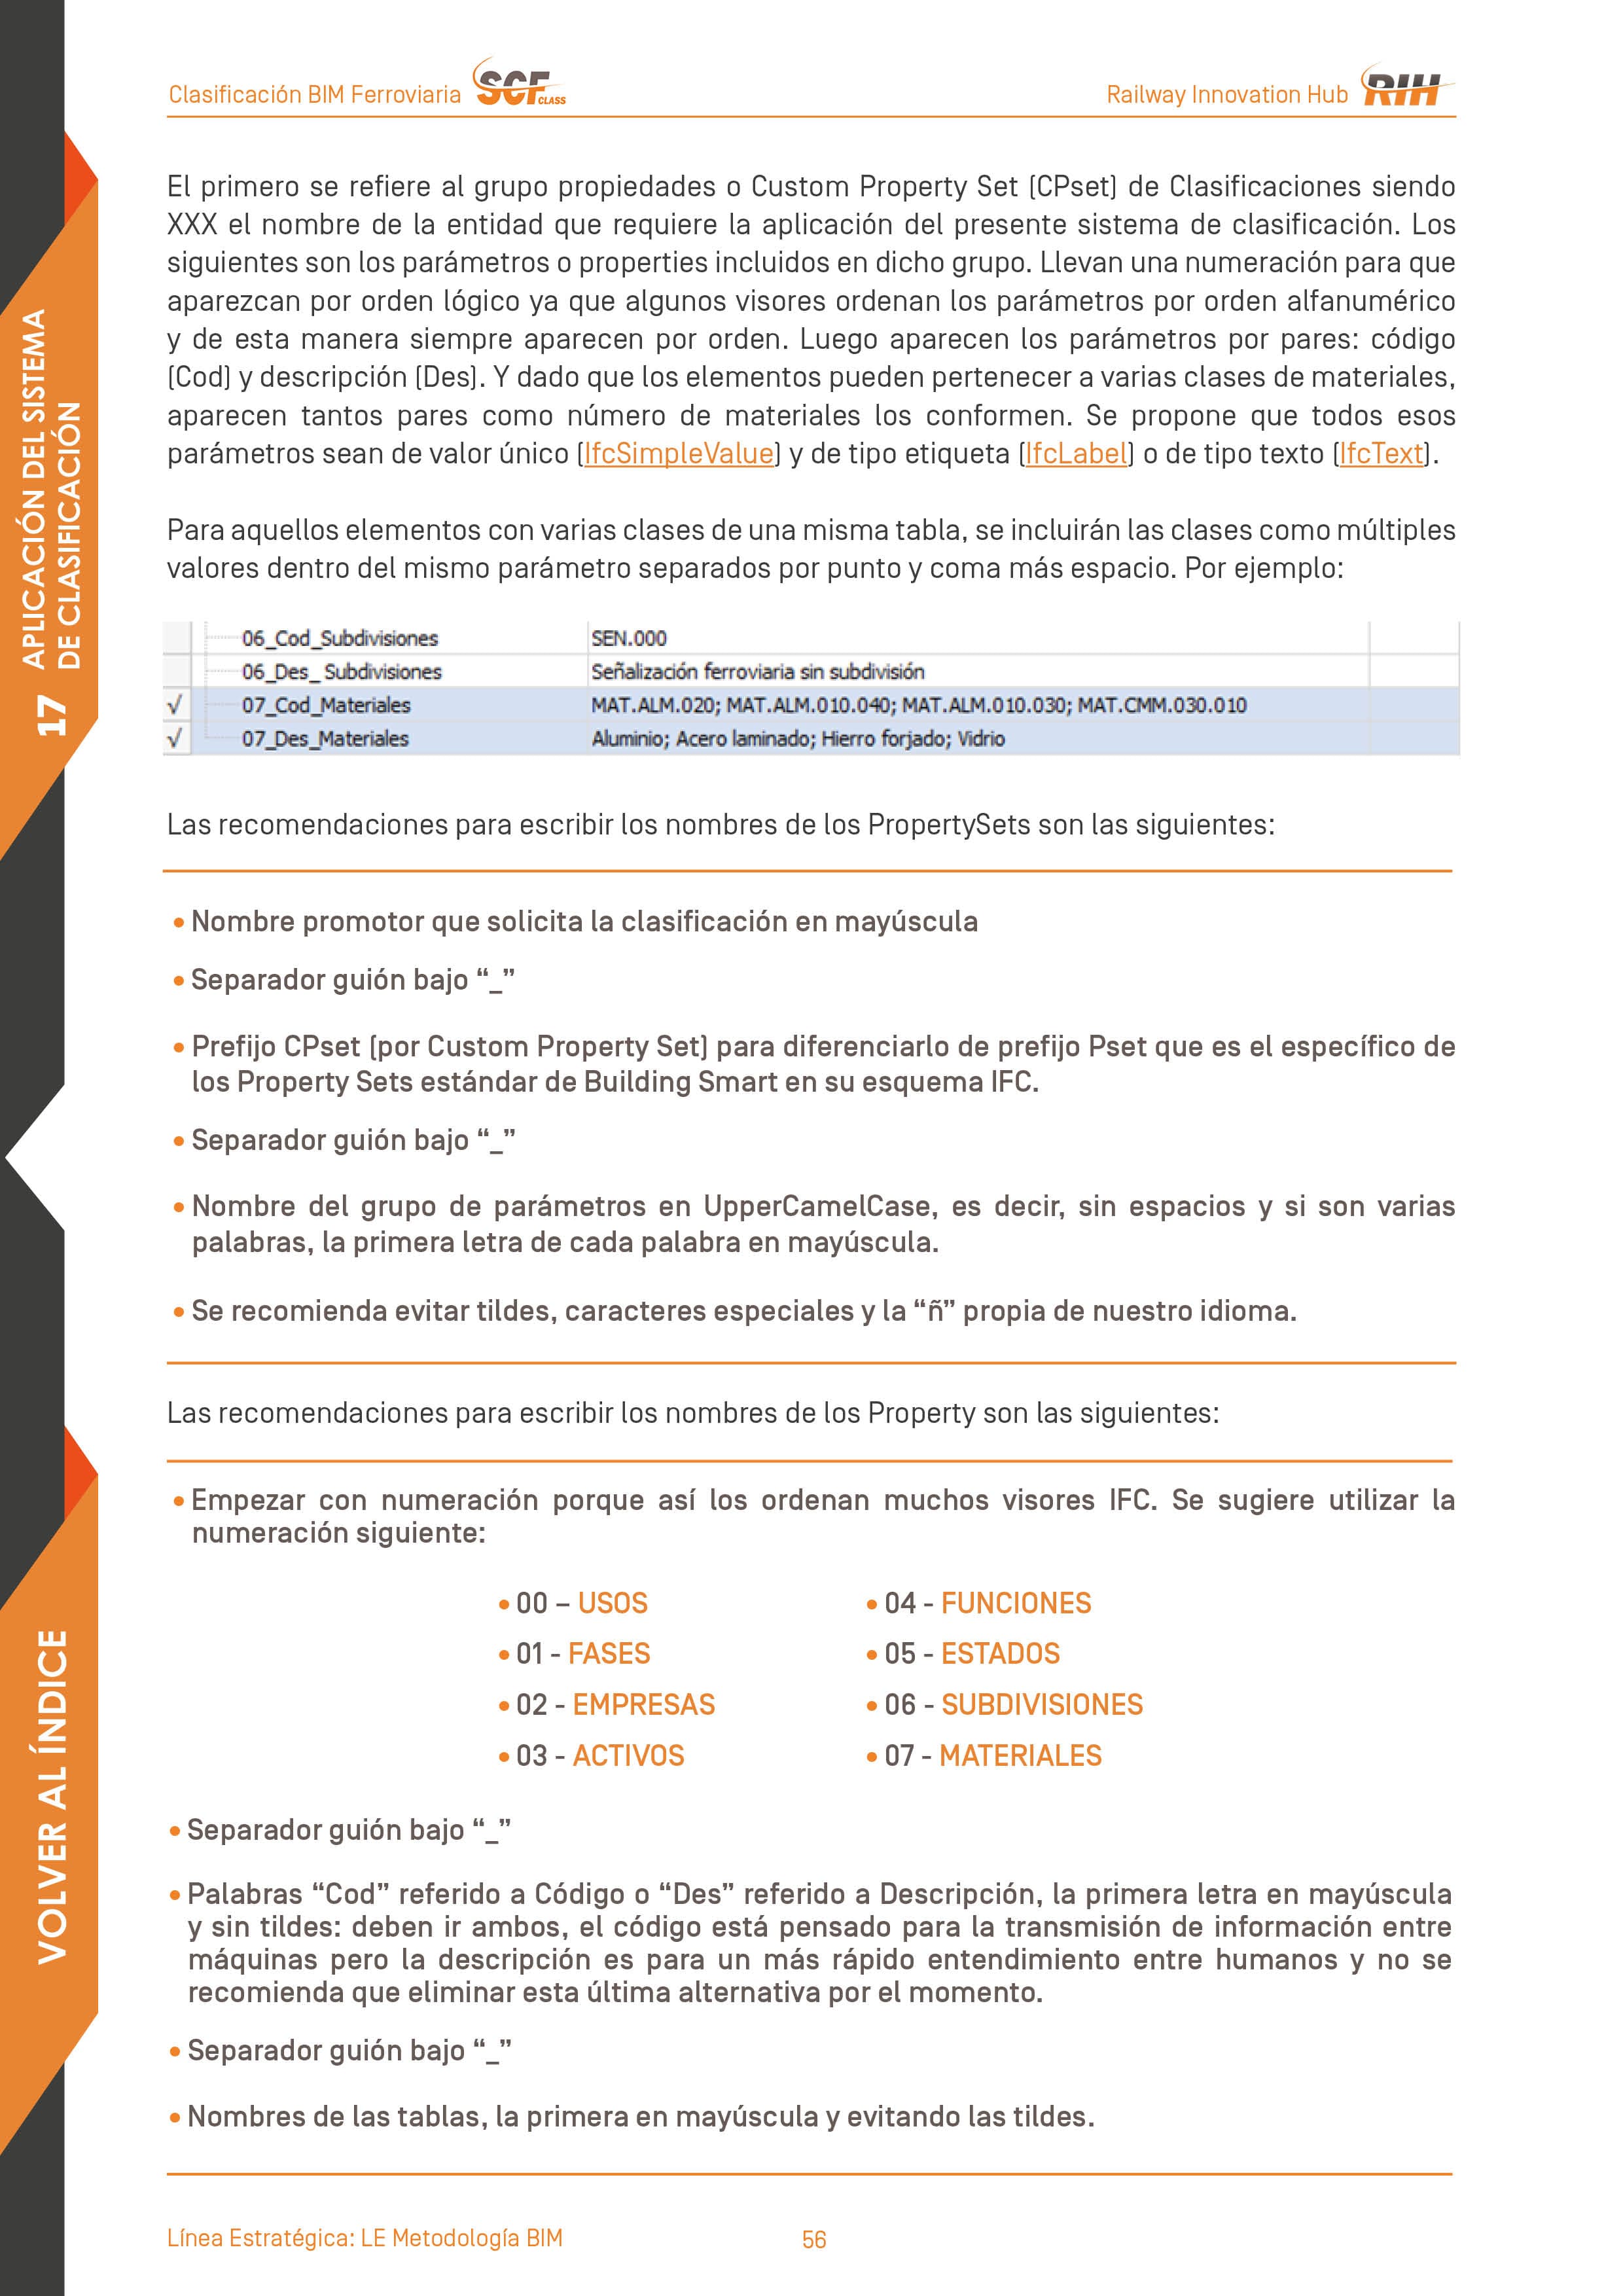 Clasificación BIM Ferroviaria SCF CLASS
Railway Innovation Hub RIH
El primero se refiere al grupo propiedades o Custom Property Set (CPset) de Clasificaciones siendo
XXX el nombre de la entidad que requiere la aplicación del presente sistema de clasificación. Los
siguientes son los parámetros o properties incluidos en dicho grupo. Llevan una numeración para que
aparezcan por orden lógico ya que algunos visores ordenan los parámetros por orden alfanumérico
y de esta manera siempre aparecen por orden. Luego aparecen los parámetros por pares: código
(Cod) y descripción (Des). Y dado que los elementos pueden pertenecer a varias clases de materiales,
aparecen tantos pares como número de materiales los conformen. Se propone que todos esos
parámetros sean de valor único (IfcSimpleValue) y de tipo etiqueta (IfcLabel) o de tipo texto (IfcText).
Para aquellos elementos con varias clases de una misma tabla, se incluirán las clases como múltiples
valores dentro del mismo parámetro separados por punto y coma más espacio. Por ejemplo:
06_Cod_Subdivisiones SEN.000
06_Des_ Subdivisiones Señalización ferroviaria sin subdivisión
√ 07_Cod_Materiales MAT.ALM.020; MAT.ALM.010.040; MAT.ALM.010.030; MAT.CMM.030.010
√ 07_Des_Materiales Aluminio; Acero laminado; Hierro forjado; Vidrio
Las recomendaciones para escribir los nombres de los PropertySets son las siguientes:
• Nombre promotor que solicita la clasificación en mayúscula
• Separador guión bajo “_”
• Prefijo CPset (por Custom Property Set) para diferenciarlo de prefijo Pset que es el específico de
los Property Sets estándar de Building Smart en su esquema IFC.
• Separador guión bajo “_”
• Nombre del grupo de parámetros en UpperCamelCase, es decir, sin espacios y si son varias
palabras, la primera letra de cada palabra en mayúscula.
• Se recomienda evitar tildes, caracteres especiales y la “ñ” propia de nuestro idioma.
Las recomendaciones para escribir los nombres de los Property son las siguientes:
• Empezar con numeración porque así los ordenan muchos visores IFC. Se sugiere utilizar la
numeración siguiente:
• 00 – USOS
• 01 - FASES
• 02 - EMPRESAS
• 03 - ACTIVOS
• 04 - FUNCIONES
• 05 - ESTADOS
• 06 - SUBDIVISIONES
• 07 - MATERIALES
• Separador guión bajo “_”
• Palabras “Cod” referido a Código o “Des” referido a Descripción, la primera letra en mayúscula
y sin tildes: deben ir ambos, el código está pensado para la transmisión de información entre
máquinas pero la descripción es para un más rápido entendimiento entre humanos y no se
recomienda que eliminar esta última alternativa por el momento.
• Separador guión bajo “_”
• Nombres de las tablas, la primera en mayúscula y evitando las tildes.
Línea Estratégica: LE Metodología BIM
56
17 APLICACIÓN DEL SISTEMA
DE CLASIFICACIÓN
VOLVER AL ÍNDICE